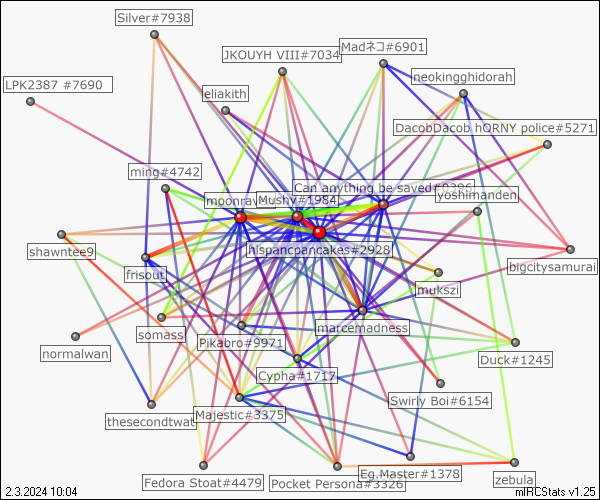 Silver#7938
Madネコ#6901
JKOUYH VIII#7034
neokingghidorah
LPK2387 #7690
eliakith
DacobDacob hORNY police#5271
ming#4742
Can anything be saved
yoshimanden
moonrav
Mushy#1984
shawntee9
hispancpancakes#2928
bigcitysamurai
frisout
mukszi
somass
marcemadness
Pikabro#9971
normalwan
Duck#1245
Cypha#1717
Swirly Boi#6154
thesecondtwat
Majestic#3375
Eg.Master#1378
Fedora Stoat#4479
Pocket Persona#3326
zebula
2.3.2024 10:04
mIRCStats v1.25